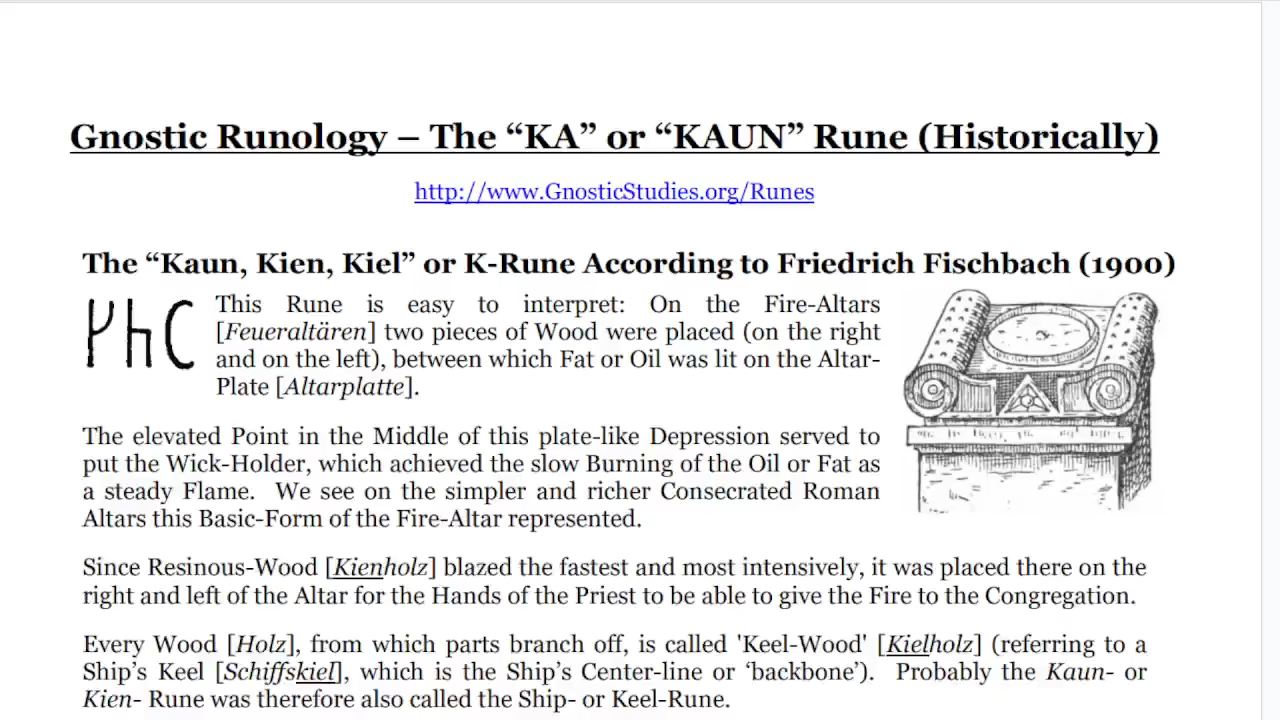 Gnostic Runology – The “KA” or “KAUN” Rune (Historically)
http://www.GnosticStudies.org/Runes
The “Kaun, Kien, Kiel” or K-Rune According to Friedrich Fischbach (1900)
This Rune is easy to interpret: On the Fire-Altars
[Feueraltären] two pieces of Wood were placed (on the right
and on the left), between which Fat or Oil was lit on the Altar-
Plate [Altarplatte].
The elevated Point in the Middle of this plate-like Depression served to
put the Wick-Holder, which achieved the slow Burning of the Oil or Fat as
a steady Flame. We see on the simpler and richer Consecrated Roman
Altars this Basic-Form of the Fire-Altar represented.
Since Resinous-Wood [Kienholz] blazed the fastest and most intensively, it was placed there on the
right and left of the Altar for the Hands of the Priest to be able to give the Fire to the Congregation.
Every Wood [Holz], from which parts branch off, is called 'Keel-Wood' [Kielholz] (referring to a
Ship’s Keel [Schiffskiel], which is the Ship’s Center-line or ‘backbone’). Probably the Kaun- or
Kien- Rune was therefore also called the Ship- or Keel-Rune.